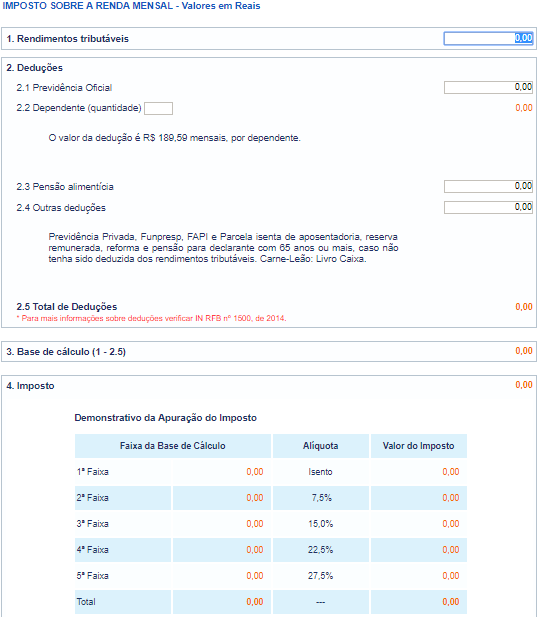 IMPOSTO SOBRE A RENDA MENSAL - Valores em Reais
1. Rendimentos tributáveis 0,00
2. Deduções
2.1 Previdência Oficial 0,00
2.2 Dependente (quantidade) 0,00
O valor da dedução é R$ 189,59 mensais, por dependente.
2.3 Pensão alimentícia 0,00
2.4 Outras deduções 0,00
Previdência Privada, Funpresp, FAPI e Parcela isenta de aposentadoria, reserva
remunerada, reforma e pensão para declarante com 65 anos ou mais, caso não
tenha sido deduzida dos rendimentos tributáveis. Carne-Leão: Livro Caixa.
2.5 Total de Deduções 0,00
* Para mais informações sobre deduções verificar IN RFB nº 1500, de 2014.
3. Base de cálculo (1 - 2.5) 0,00
4. Imposto 0,00
Demonstrativo da Apuração do Imposto
Faixa da Base de Cálculo Alíquota Valor do Imposto
1ª Faixa 0,00 Isento 0,00
2ª Faixa 0,00 7,5% 0,00
3ª Faixa 0,00 15,0% 0,00
4ª Faixa 0,00 22,5% 0,00
5ª Faixa 0,00 27,5% 0,00
Total 0,00 --- 0,00